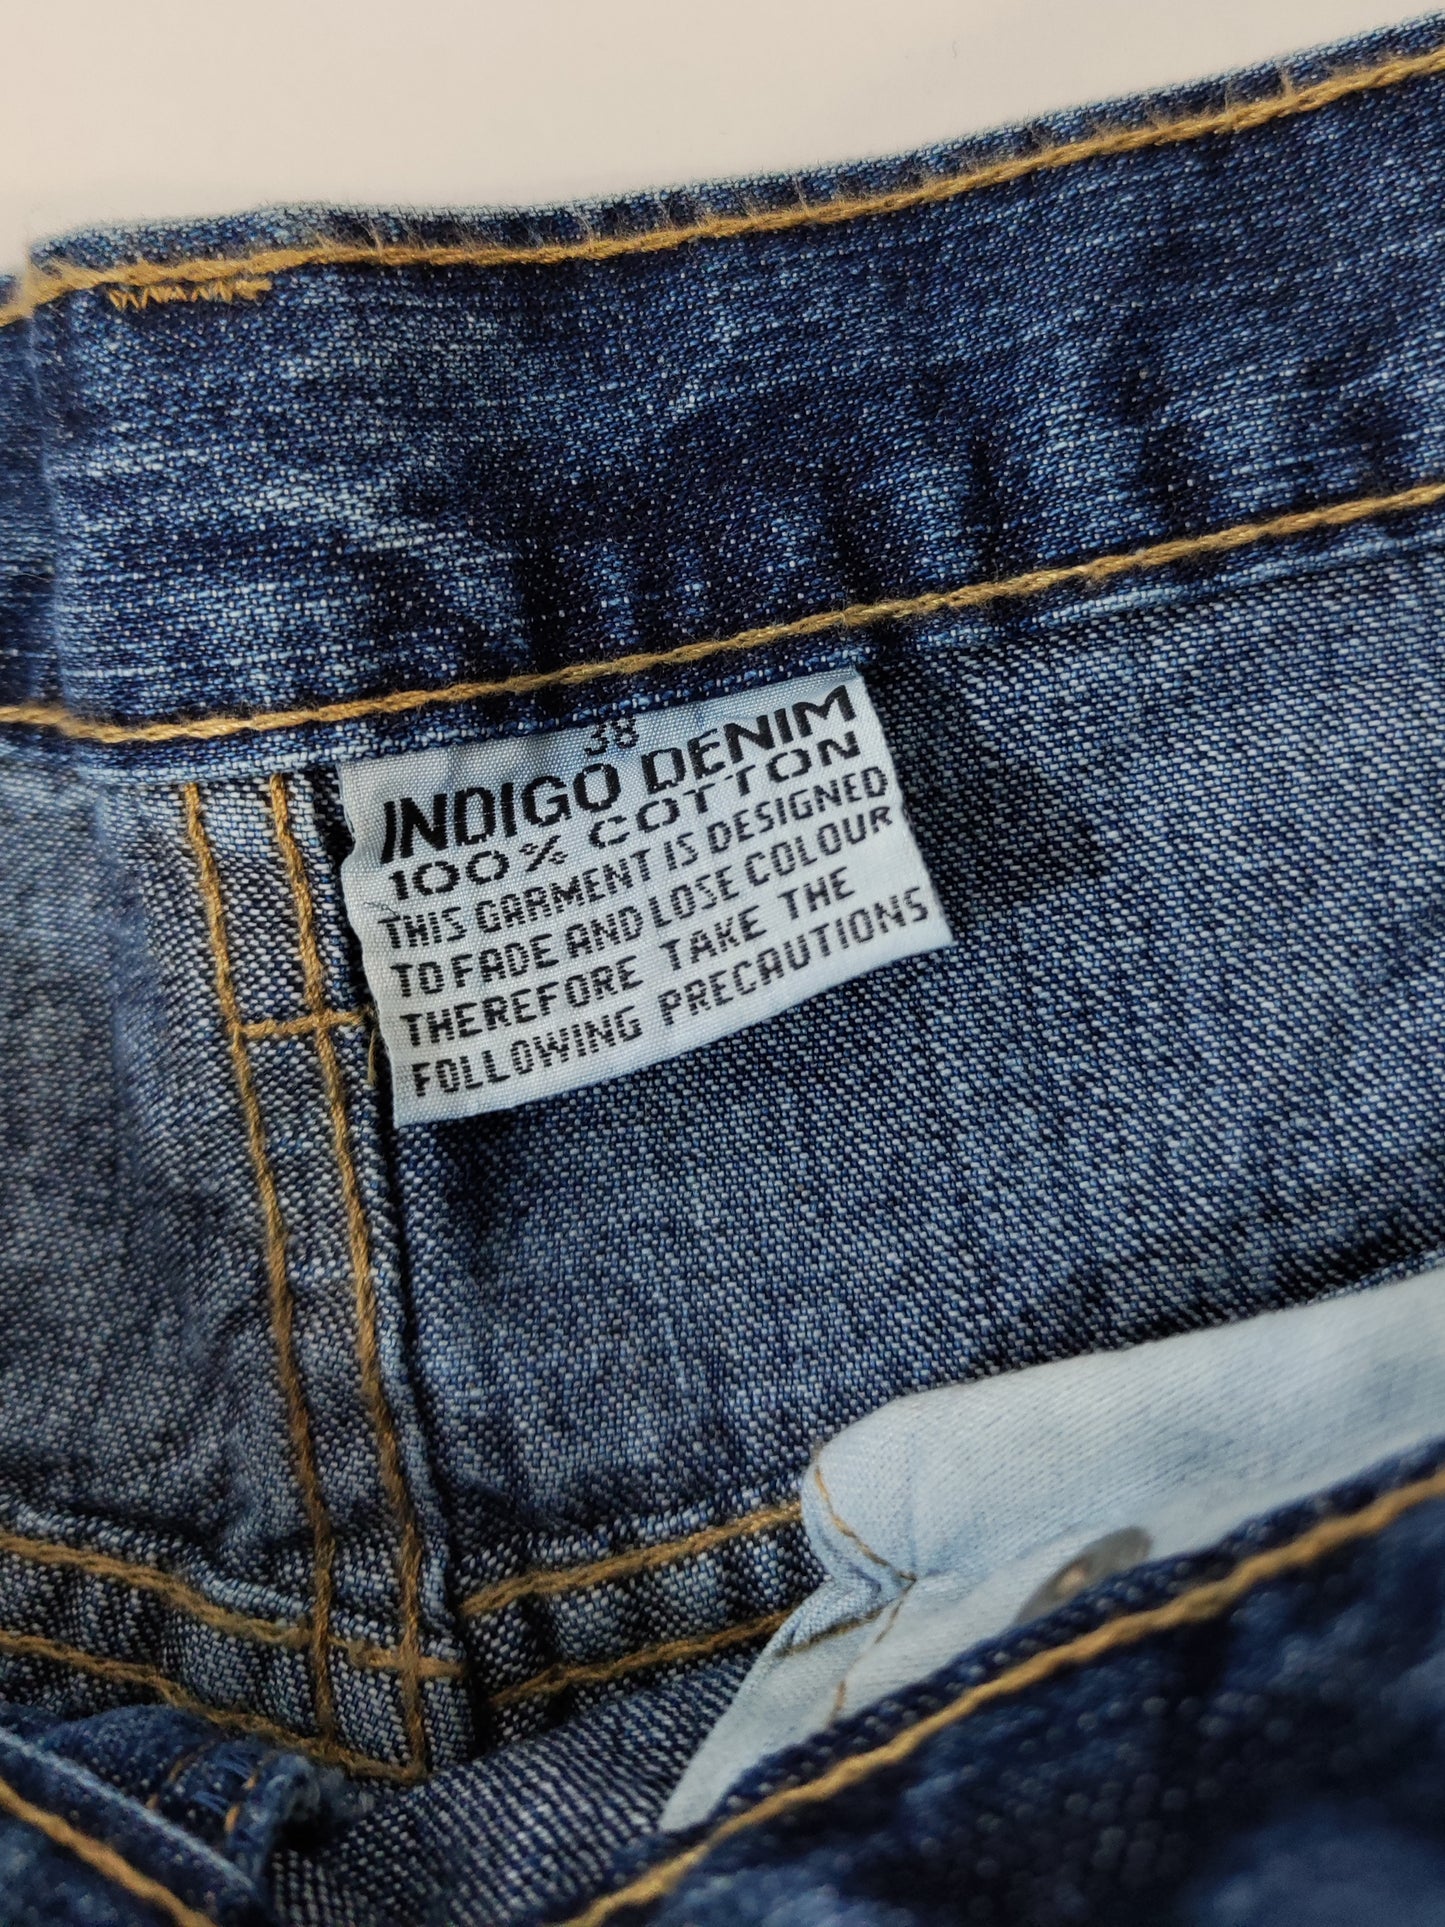 38
INDIGO DENIM
100% COTTON
THIS GARMENT IS DESIGNED
TO FADE AND LOSE COLOUR
THEREFORE TAKE THE
FOLLOWING PRECAUTIONS